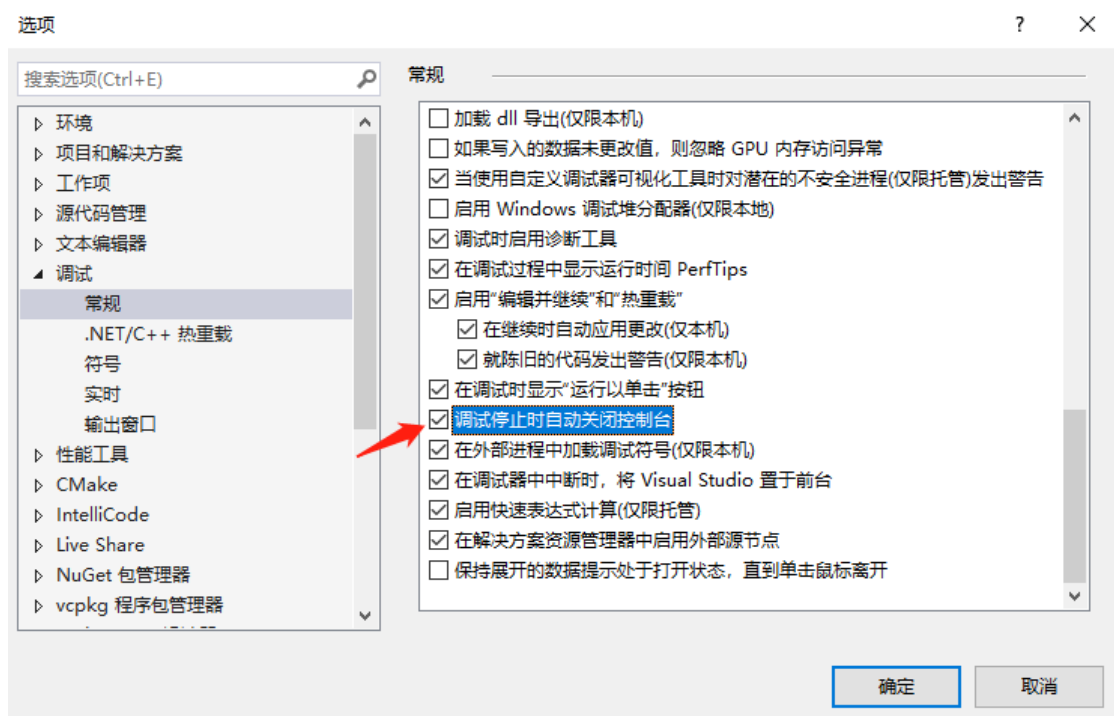 选项
搜索选项(Ctrl+E)
环境
项目和解决方案
工作项
源代码管理
文本编辑器
调试
常规
.NET/C++ 热重载
符号
实时
输出窗口
性能工具
CMake
IntelliCode
Live Share
NuGet 包管理器
vcpkg 程序包管理器
常规
加载 dll 导出(仅限本机)
如果写入的数据未更改值，则忽略 GPU 内存访问异常
当使用自定义调试器可视化工具时对潜在的不安全进程(仅限托管)发出警告
启用 Windows 调试堆分配器(仅限本地)
调试时启用诊断工具
在调试过程中显示运行时间 PerfTips
启用“编辑并继续”和“热重载”
在继续时自动应用更改(仅本机)
就陈旧的代码发出警告(仅限本机)
在调试时显示“运行以单击”按钮
调试停止时自动关闭控制台
在外部进程中加载调试符号(仅限本机)
在调试器中中断时，将 Visual Studio 置于前台
启用快速表达式计算(仅限托管)
在解决方案资源管理器中启用外部源节点
保持展开的数据提示处于打开状态，直到单击鼠标离开
确定
取消